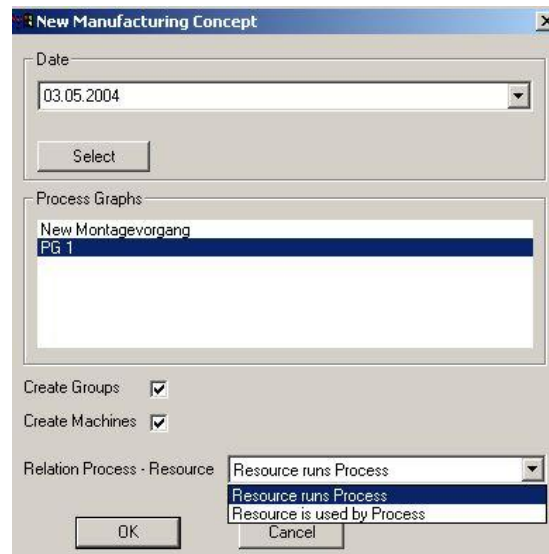 New Manufacturing Concept
Date
03.05.2004
Select
Process Graphs
New Montagevorgang
PG 1
Create Groups
Create Machines
Relation Process - Resource Resource runs Process
Resource runs Process
Resource is used by Process
OK Cancel